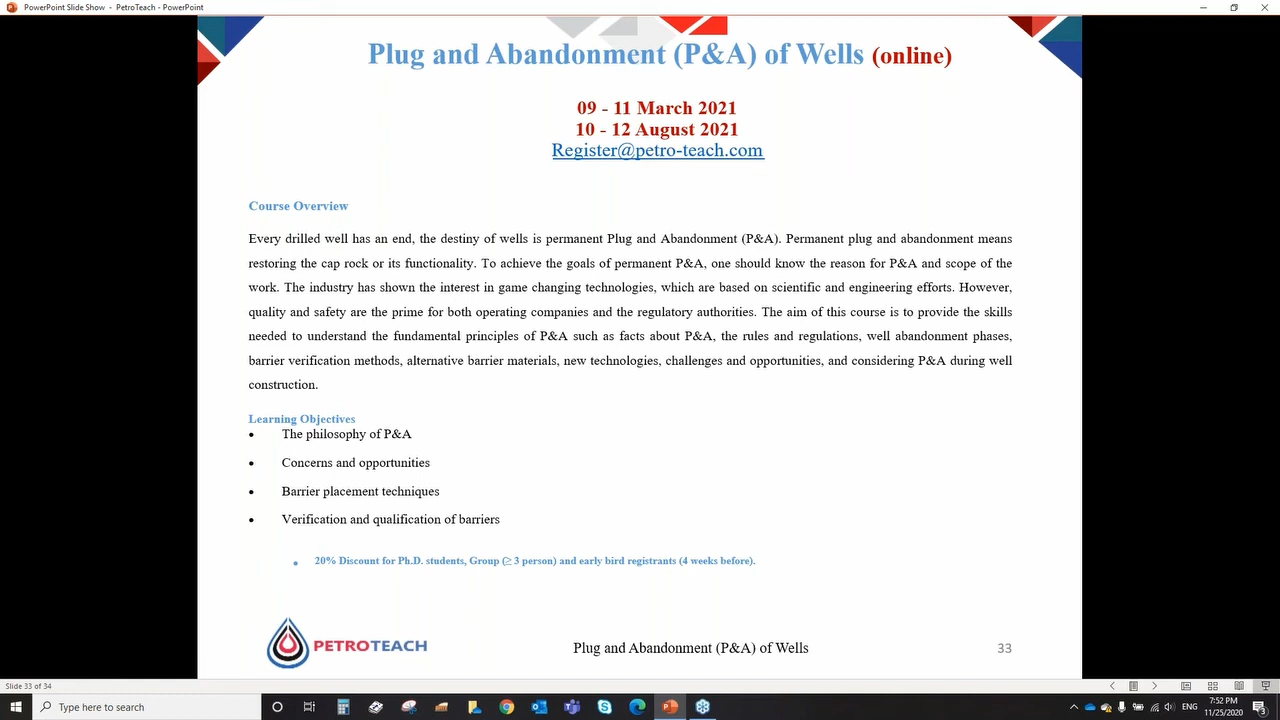 PowerPoint Slide Show - PetroTeach - PowerPoint
Plug and Abandonment (P&A) of Wells (online)
09 - 11 March 2021
10 - 12 August 2021
Register@petro-teach.com
Course Overview
Every drilled well has an end, the destiny of wells is permanent Plug and Abandonment (P&A). Permanent plug and abandonment means
restoring the cap rock or its functionality. To achieve the goals of permanent P&A, one should know the reason for P&A and scope of the
work. The industry has shown the interest in game changing technologies, which are based on scientific and engineering efforts. However,
quality and safety are the prime for both operating companies and the regulatory authorities. The aim of this course is to provide the skills
needed to understand the fundamental principles of P&A such as facts about P&A, the rules and regulations, well abandonment phases,
barrier verification methods, alternative barrier materials, new technologies, challenges and opportunities, and considering P&A during well
construction.
Learning Objectives
• The philosophy of P&A
• Concerns and opportunities
• Barrier placement techniques
• Verification and qualification of barriers
• 20% Discount for Ph.D. students, Group (≥ 3 person) and early bird registrants (4 weeks before).
PETROTEACH
Plug and Abandonment (P&A) of Wells
33
Slide 33 of 34
Type here to search
ENG
7:52 PM
11/25/2020
3